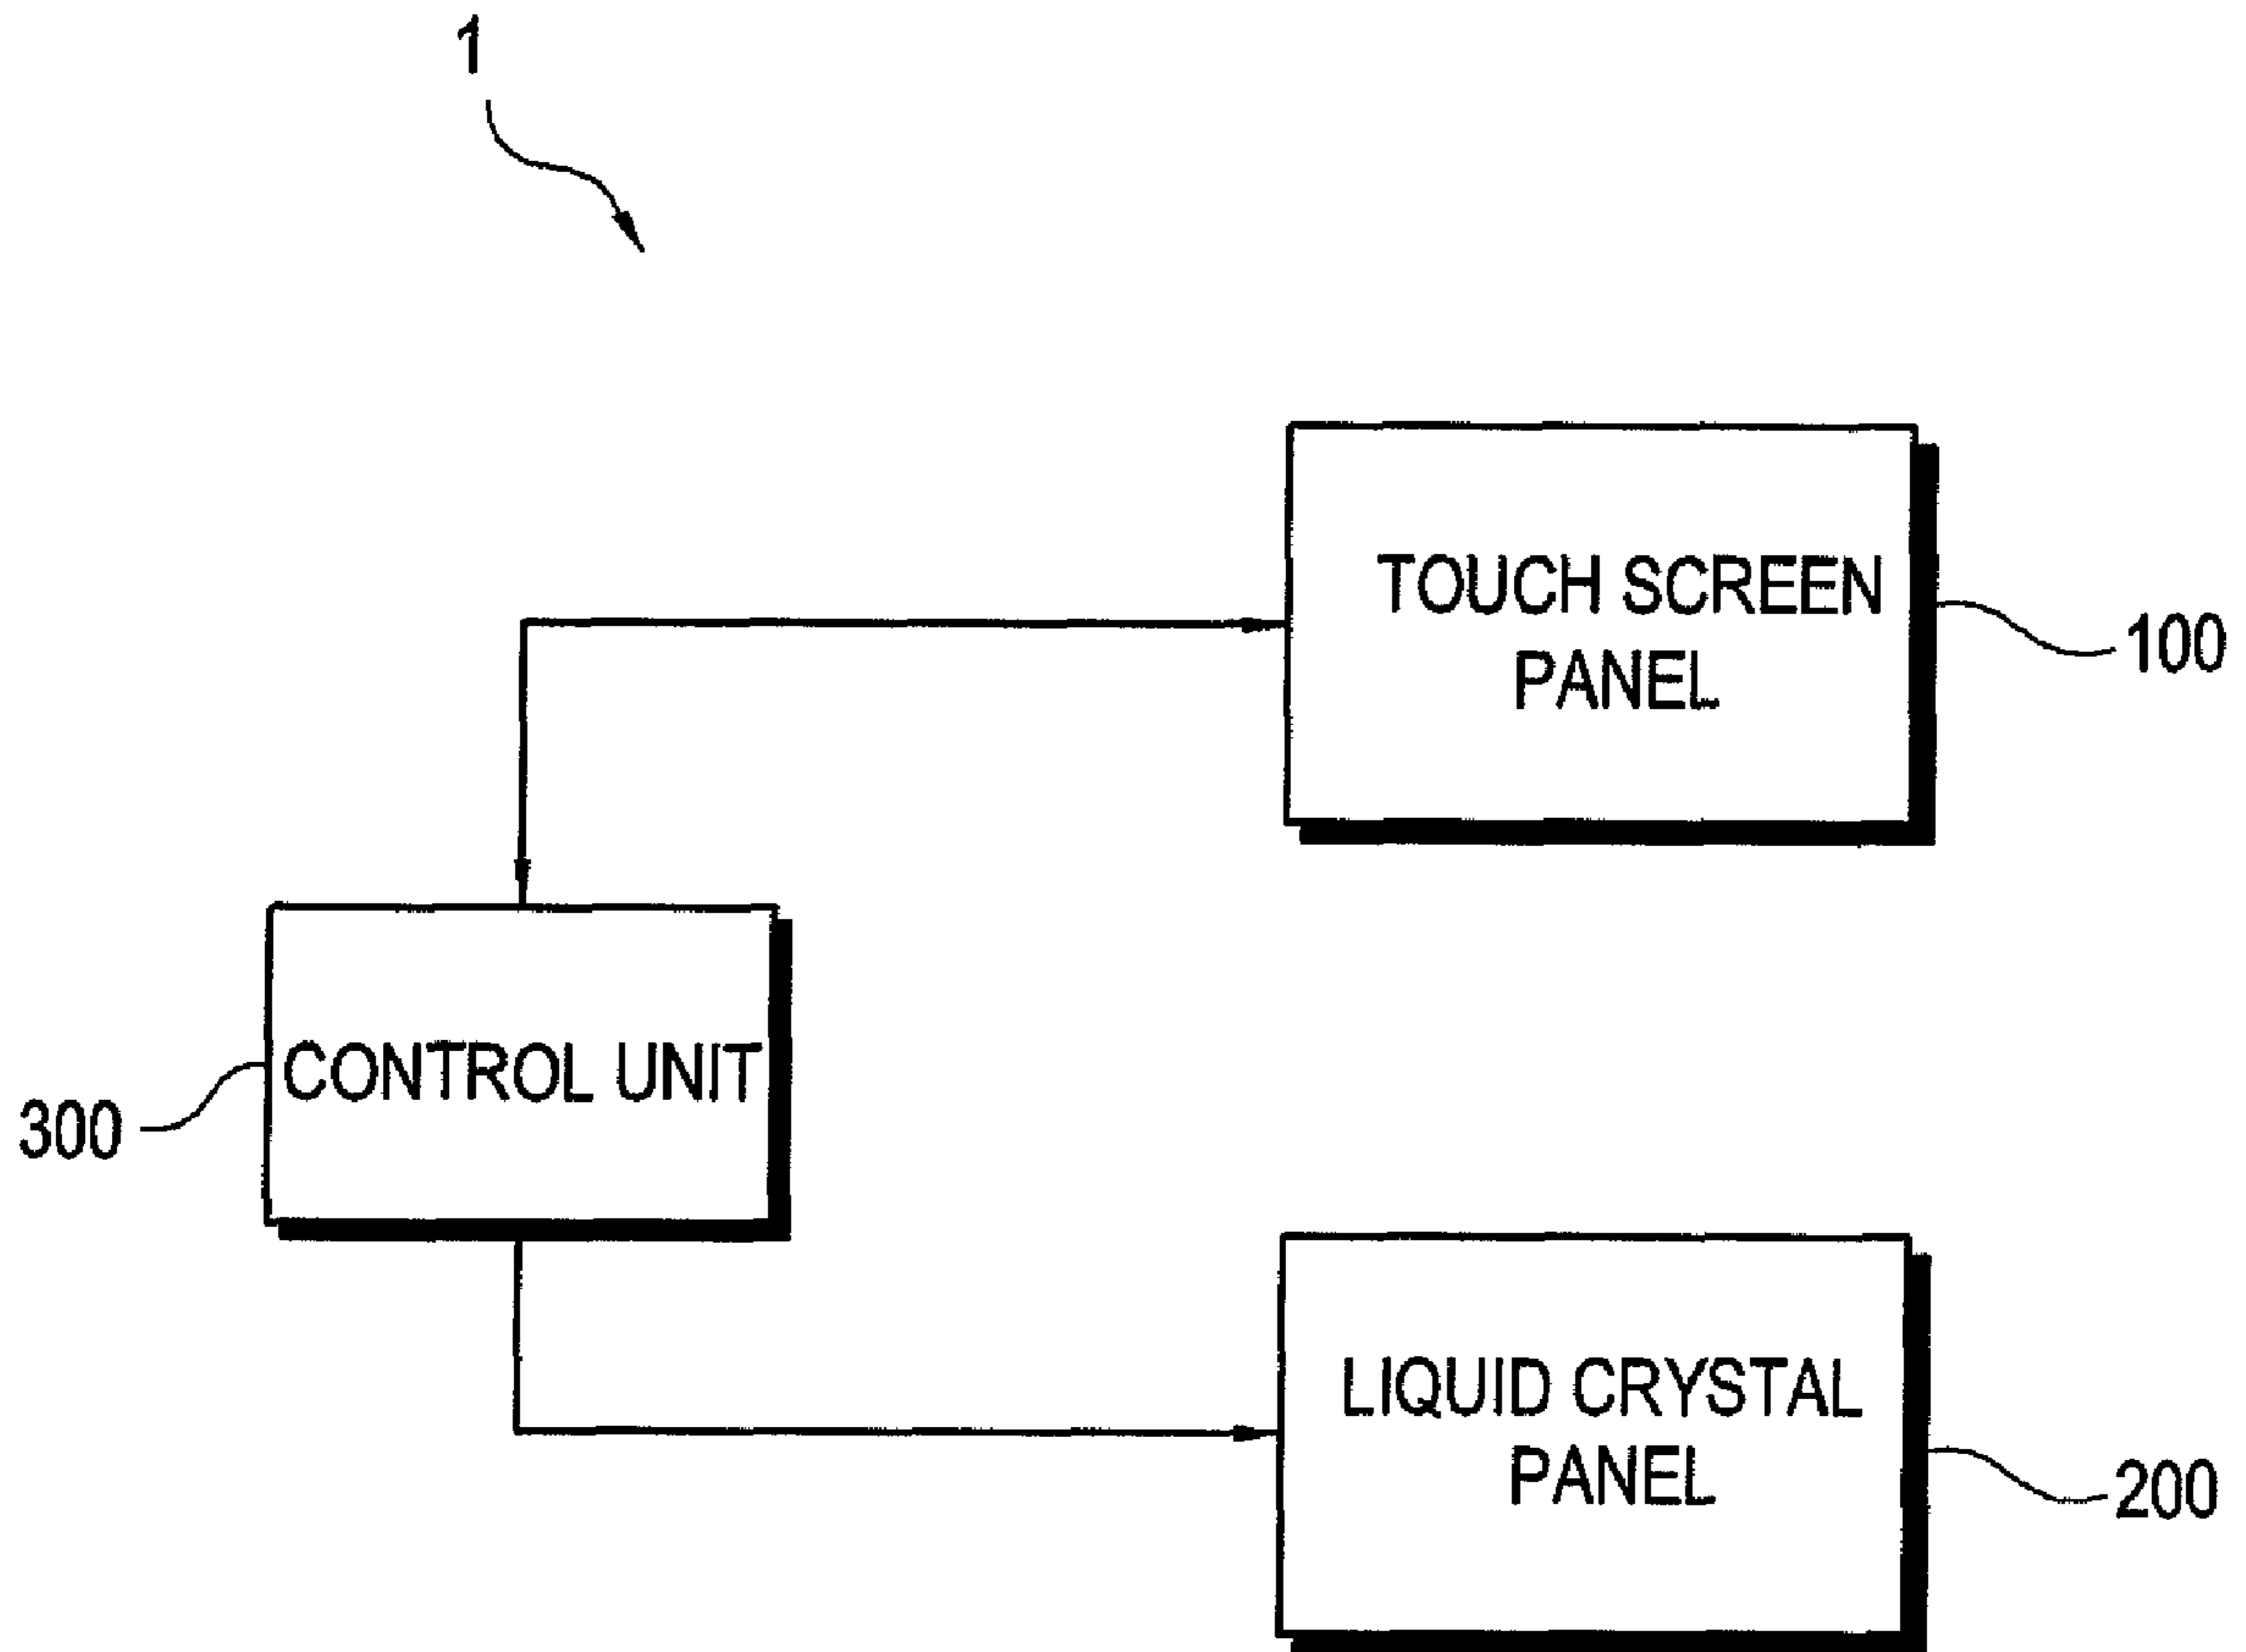 1
TOUCH SCREEN
PANEL
100
CONTROL UNIT
300
LIQUID CRYSTAL
PANEL
200